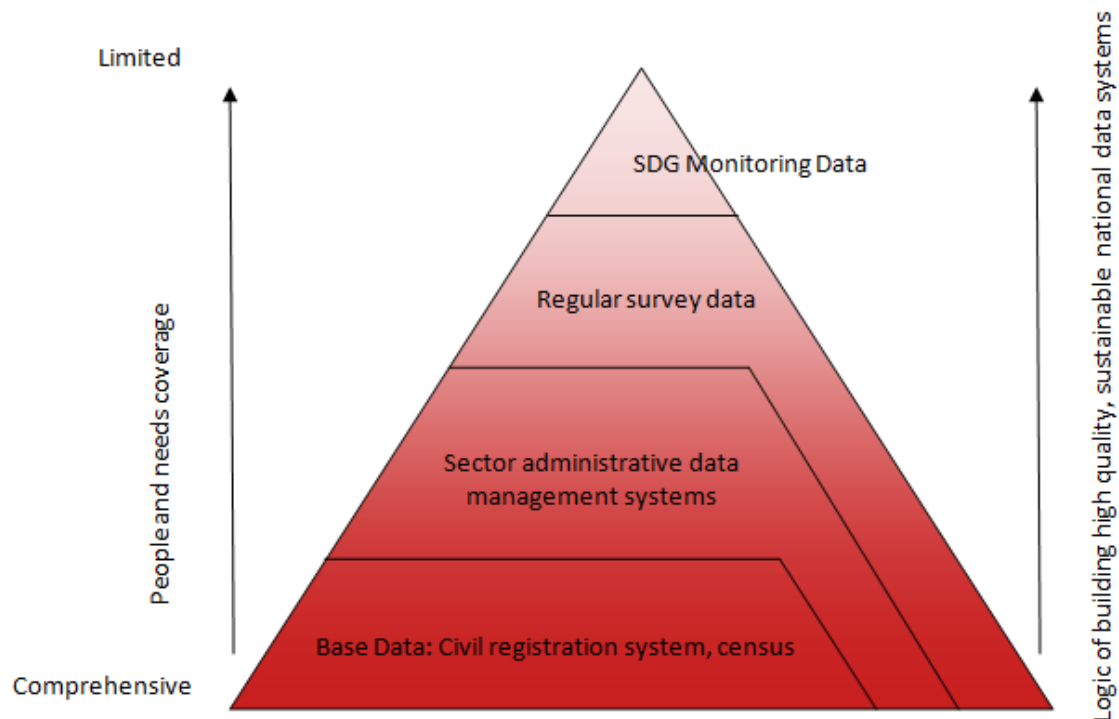 Limited
SDG Monitoring Data
Regular survey data
Sector administrative data
management systems
Base Data: Civil registration system, census
Comprehensive
People and needs coverage
Logic of building high quality, sustainable national data systems